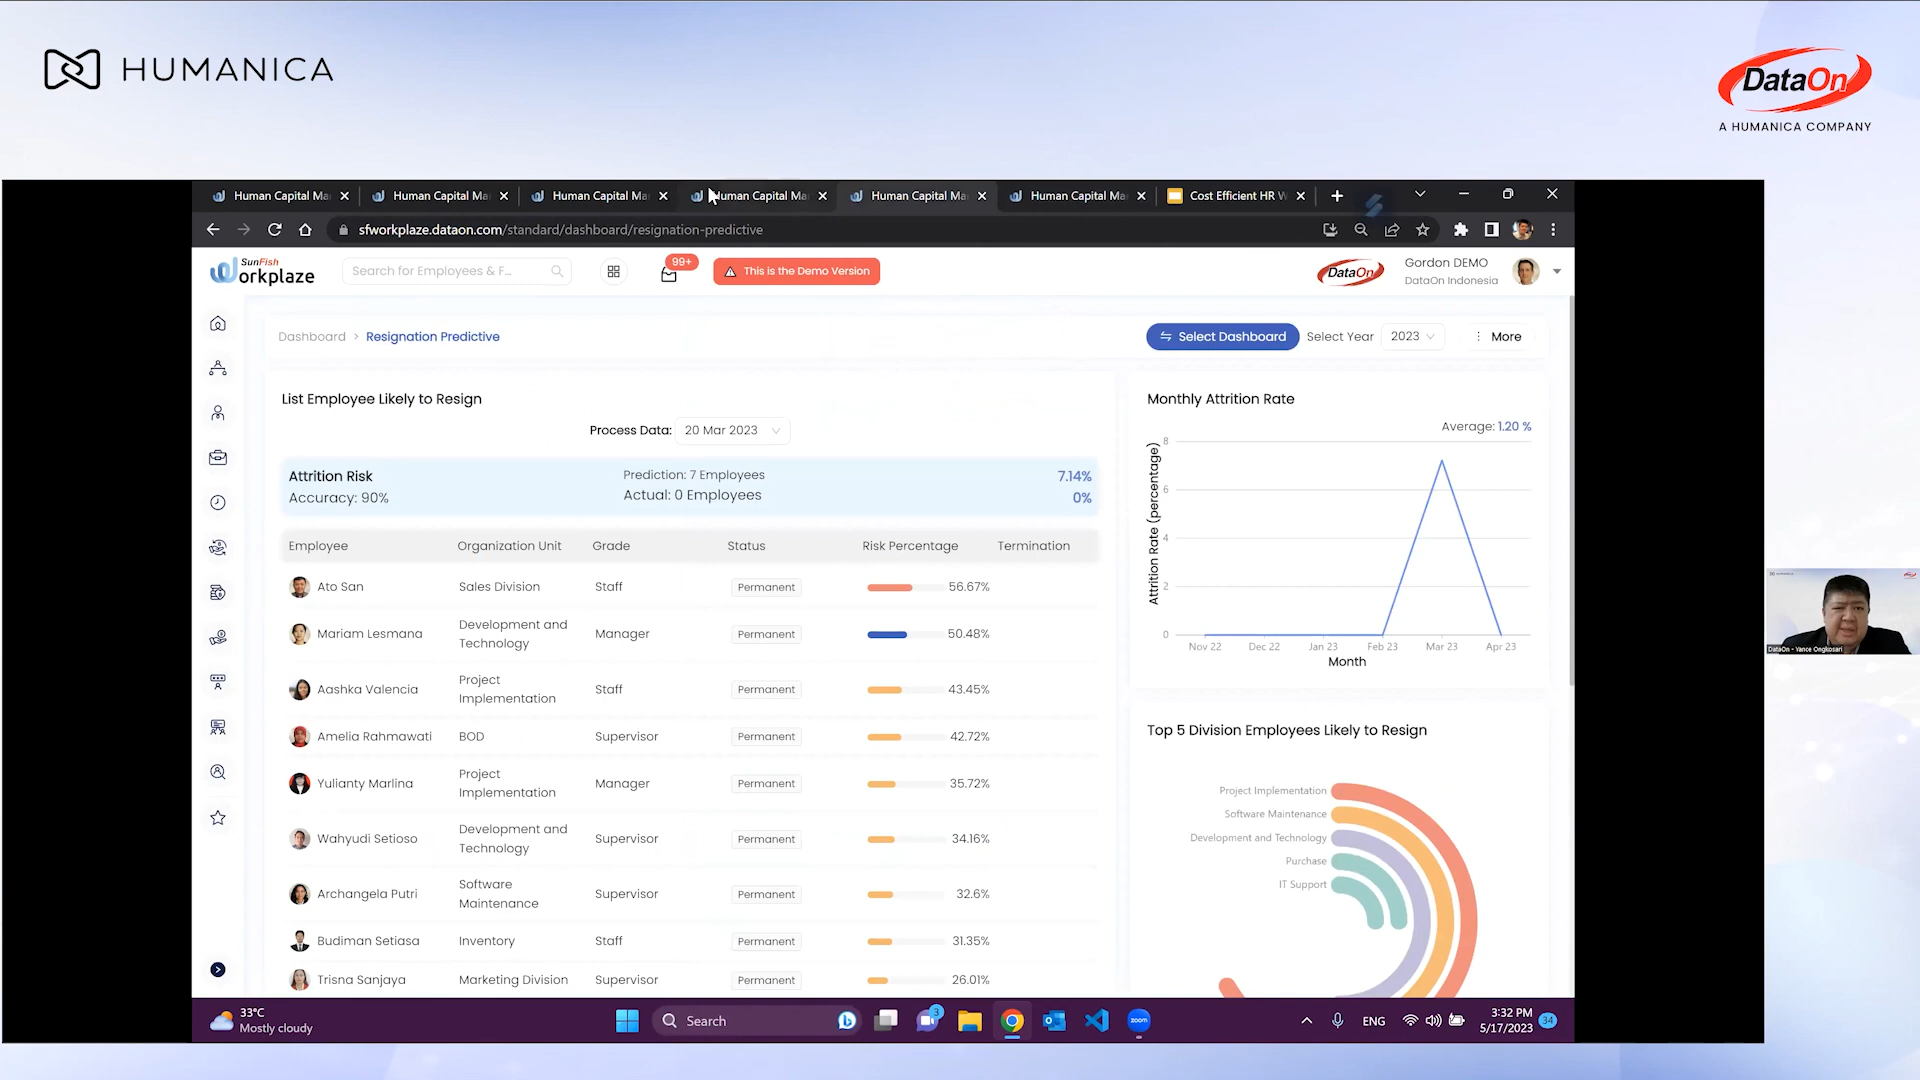 HUMANICA
DataOn
A HUMANICA COMPANY
Human Capital Ma
Human Capital Ma
Human Capital Ma
Human Capital Ma
Human Capital Ma
Human Capital Ma
Cost Efficient HR W
sfworkplaze.dataon.com/standard/dashboard/resignation-predictive
SunFish
Workplaze
Search for Employees & F...
99+
This is the Demo Version
DataOn
Gordon DEMO
DataOn Indonesia
Dashboard > Resignation Predictive
Select Dashboard
Select Year
2023
More
List Employee Likely to Resign
Process Data: 20 Mar 2023
Attrition Risk
Accuracy: 90%
Prediction: 7 Employees
Actual: 0 Employees
7.14%
0%
Employee Organization Unit Grade Status Risk Percentage Termination
Ato San Sales Division Staff Permanent 56.67%
Mariam Lesmana Development and Technology Manager Permanent 50.48%
Aashka Valencia Project Implementation Staff Permanent 43.45%
Amelia Rahmawati BOD Supervisor Permanent 42.72%
Yulianty Marlina Project Implementation Manager Permanent 35.72%
Wahyudi Setioso Development and Technology Supervisor Permanent 34.16%
Archangela Putri Software Maintenance Supervisor Permanent 32.6%
Budiman Setiasa Inventory Staff Permanent 31.35%
Trisna Sanjaya Marketing Division Supervisor Permanent 26.01%
Monthly Attrition Rate
Average: 1.20 %
Attrition Rate (percentage)
8
6
4
2
0
Nov 22 Dec 22 Jan 23 Feb 23 Mar 23 Apr 23
Month
Top 5 Division Employees Likely to Resign
Project Implementation
Software Maintenance
Development and Technology
Purchase
IT Support
DataOn - Vance Ongkosari
33°C
Mostly cloudy
Search
3
zoom
ENG
3:32 PM
5/17/2023
34